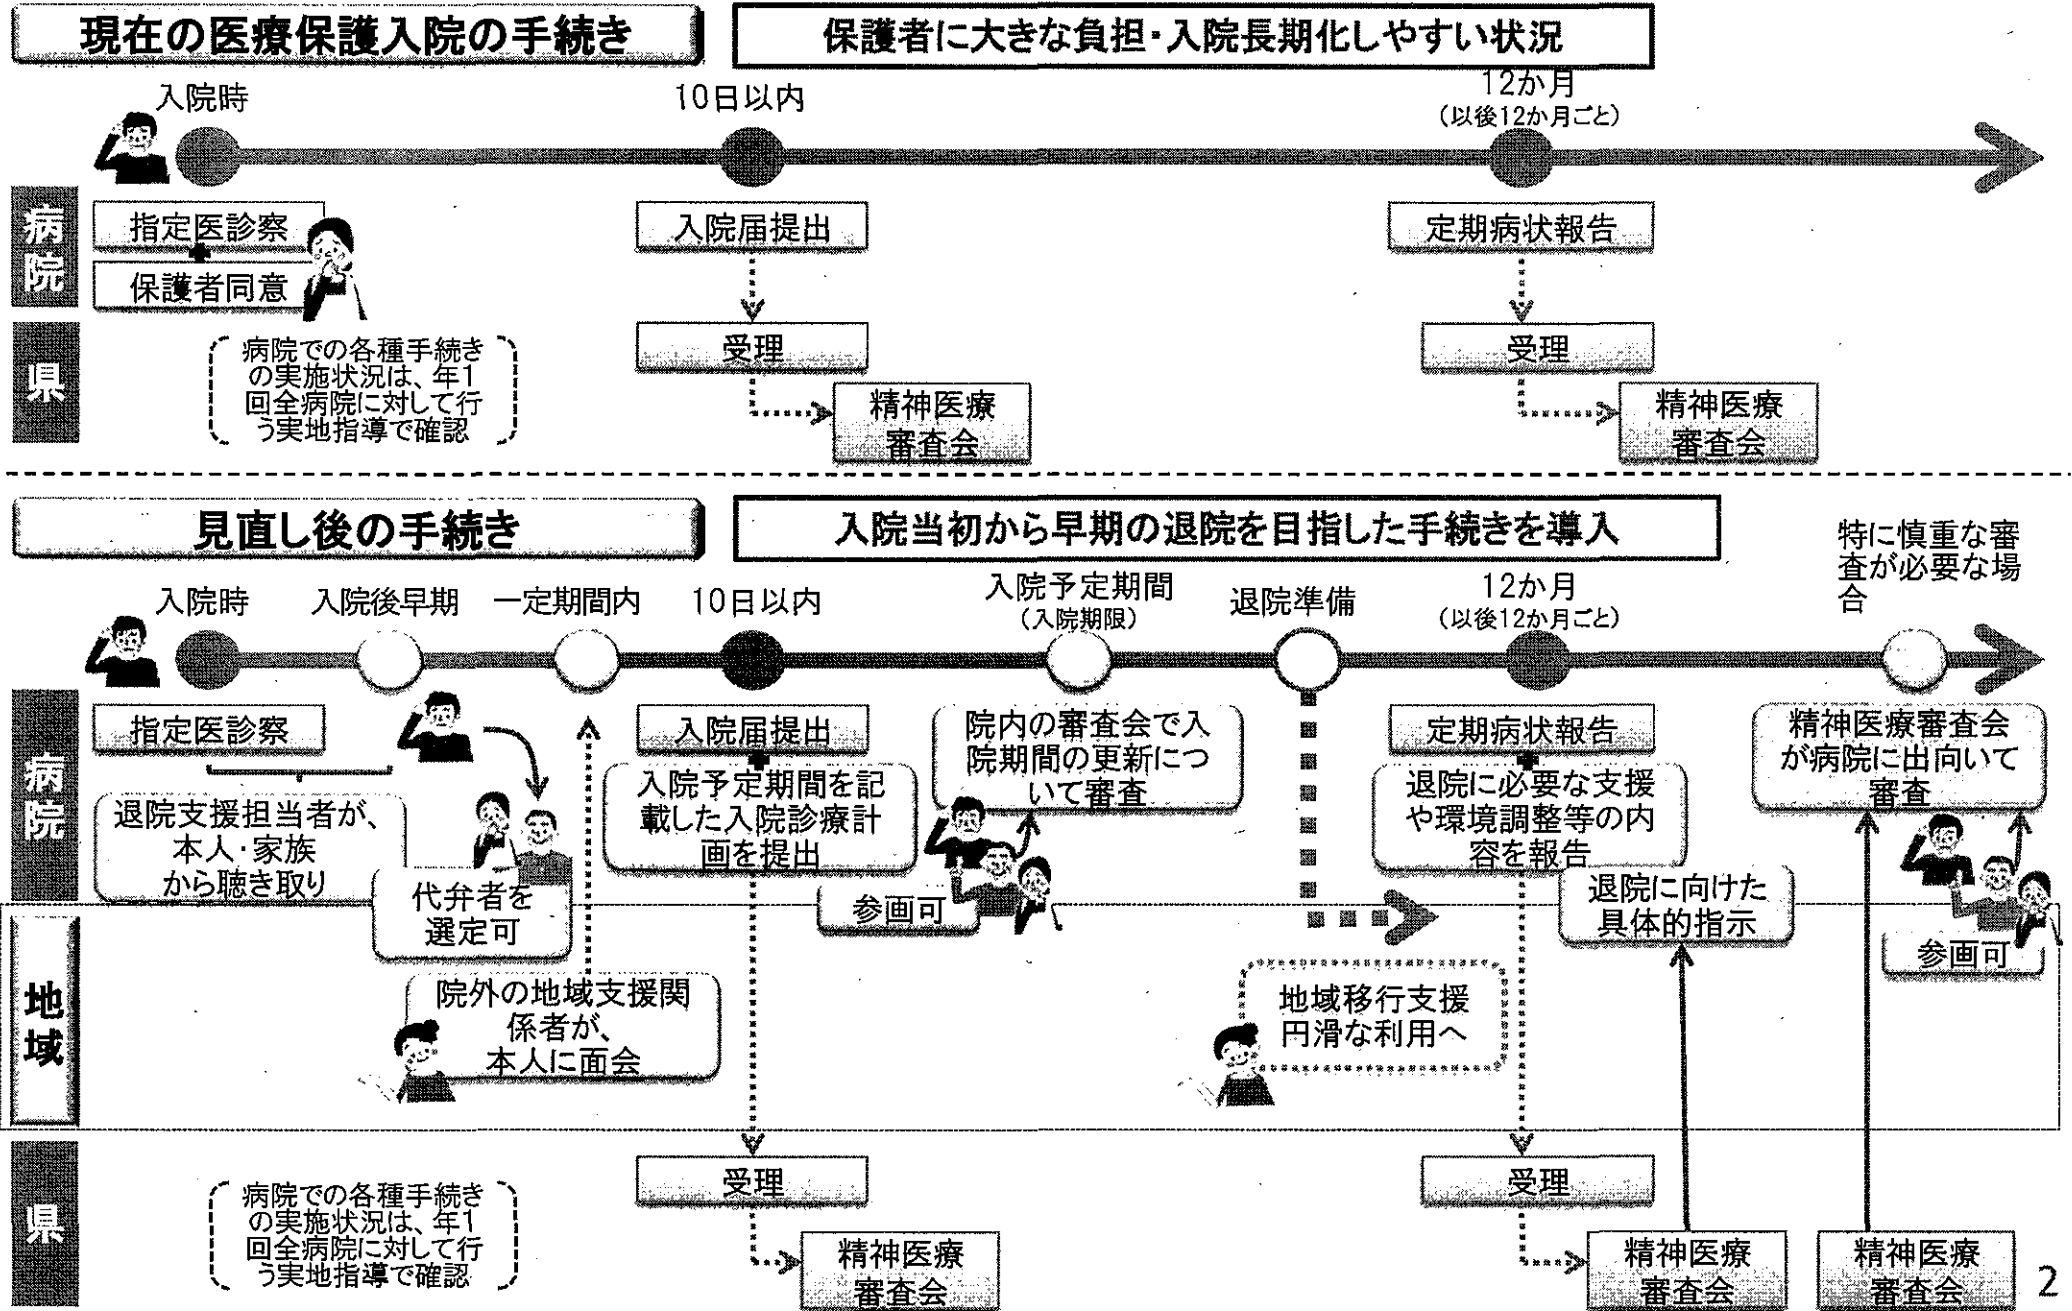 現在の医療保護入院の手続き
保護者に大きな負担・入院長期化しやすい状況
入院時
10日以内
12か月
(以後12か月ごと)
病院
指定医診察
保護者同意
入院届提出
定期病状報告
県
病院での各種手続き
の実施状況は、年1
回全病院に対して行
う実地指導で確認
受理
精神医療
審査会
受理
精神医療
審査会
見直し後の手続き
入院当初から早期の退院を目指した手続きを導入
入院時
入院後早期
一定期間内
10日以内
入院予定期間
(入院期限)
退院準備
12か月
(以後12か月ごと)
特に慎重な審
査が必要な場
合
病院
指定医診察
退院支援担当者が、
本人・家族
から聴き取り
代弁者を
選定可
入院届提出
入院予定期間を記
載した入院診療計
画を提出
院内の審査会で入
院期間の更新につ
いて審査
参画可
定期病状報告
退院に必要な支援
や環境調整等の内
容を報告
退院に向けた
具体的指示
精神医療審査会
が病院に出向いて
審査
参画可
地域
院外の地域支援関
係者が、
本人に面会
地域移行支援
円滑な利用へ
県
病院での各種手続き
の実施状況は、年1
回全病院に対して行
う実地指導で確認
受理
精神医療
審査会
受理
精神医療
審査会
精神医療
審査会
2